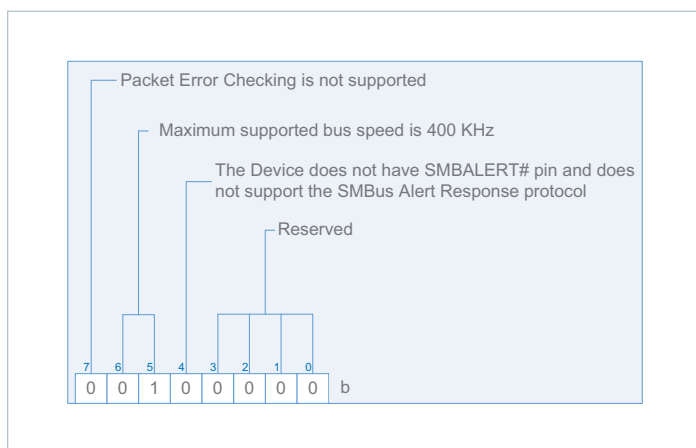 Packet Error Checking is not supported
Maximum supported bus speed is 400 KHz
The Device does not have SMBALERT# pin and does
not support the SMBus Alert Response protocol
Reserved
7 6 5 4 3 2 1 0
0 0 1 0 0 0 0 0 b